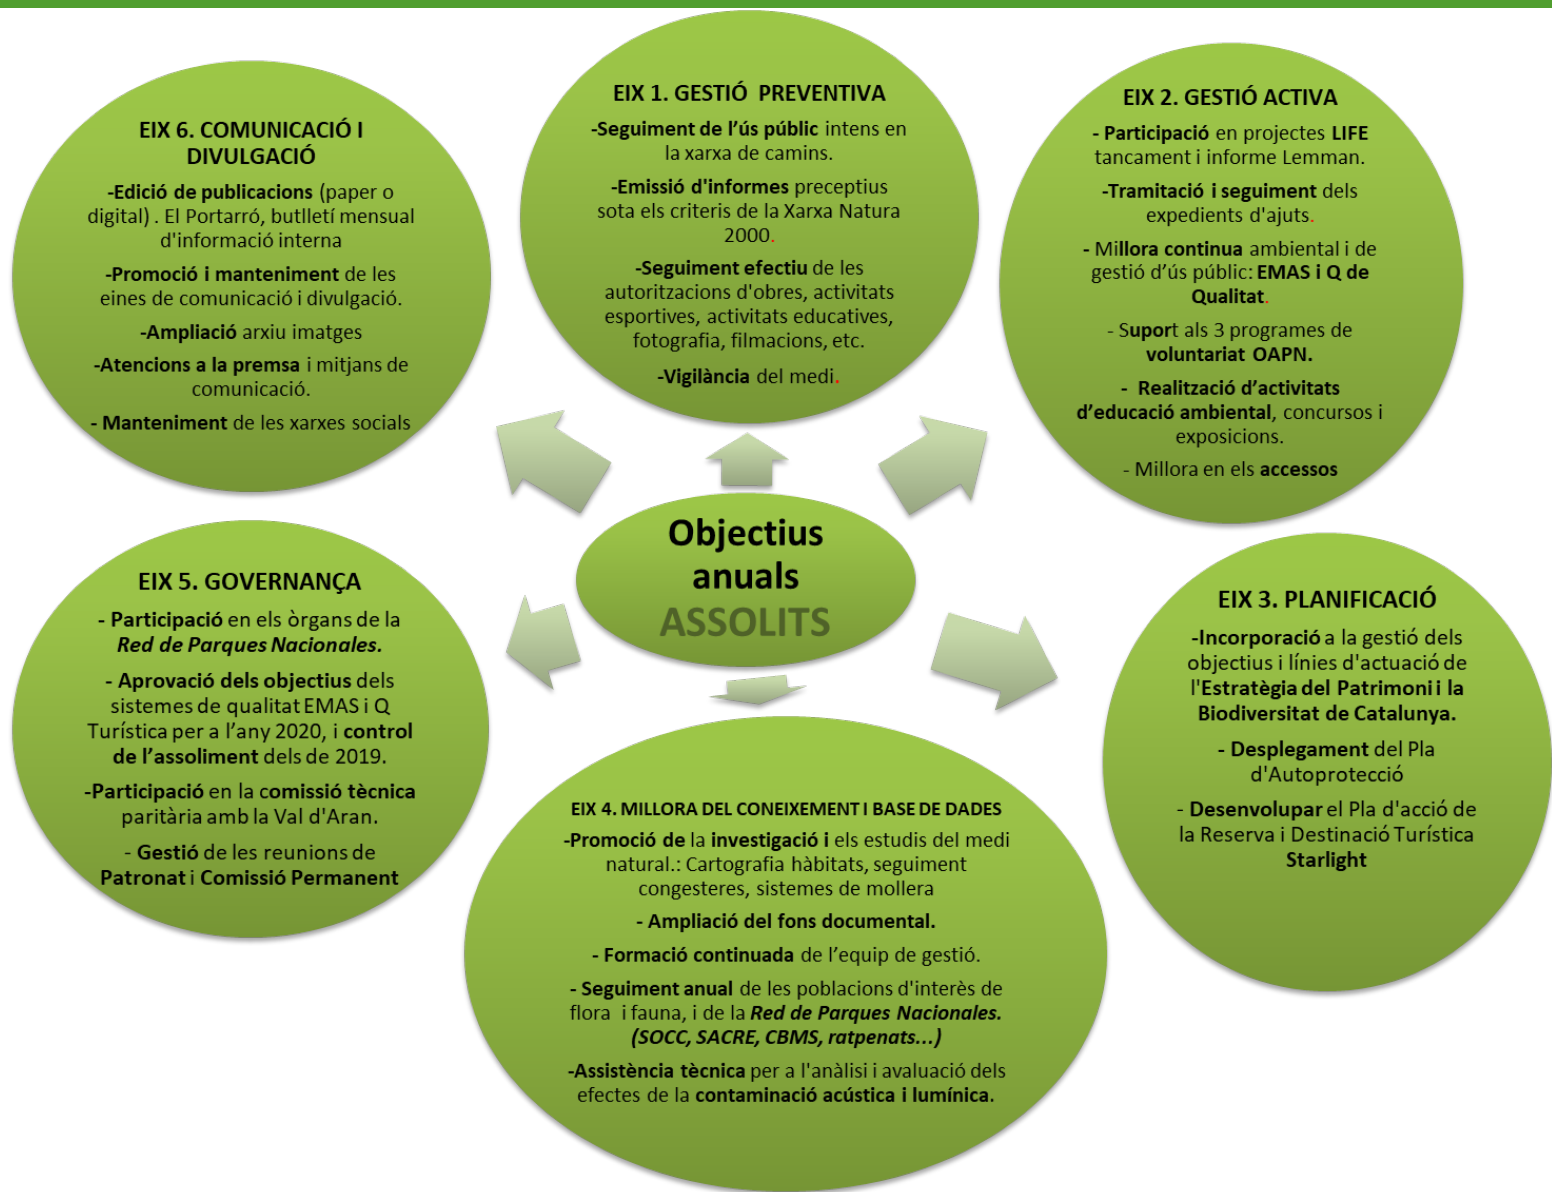 EIX 1. GESTIÓ PREVENTIVA
-Seguiment de l'ús públic intens en
la xarxa de camins.
-Emissió d'informes preceptius
sota els criteris de la Xarxa Natura
2000.
-Seguiment efectiu de les
autoritzacions d'obres, activitats
esportives, activitats educatives,
fotografia, filmacions, etc.
-Vigilància del medi.
EIX 2. GESTIÓ ACTIVA
- Participació en projectes LIFE
tancament i informe Lemman.
-Tramitació i seguiment dels
expedients d'ajuts.
- Millora continua ambiental i de
gestió d'ús públic: EMAS i Q de
Qualitat.
- Suport als 3 programes de
voluntariat OAPN.
- Realització d'activitats
d'educació ambiental, concursos i
exposicions.
- Millora en els accessos
EIX 3. PLANIFICACIÓ
-Incorporació a la gestió dels
objectius i línies d'actuació de
l'Estratègia del Patrimoni i la
Biodiversitat de Catalunya.
- Desplegament del Pla
d'Autoprotecció
- Desenvolupar el Pla d'acció de
la Reserva i Destinació Turística
Starlight
EIX 4. MILLORA DEL CONEIXEMENT I BASE DE DADES
-Promoció de la investigació i els estudis del medi
natural.: Cartografia hàbitats, seguiment
congesteres, sistemes de mollera
- Ampliació del fons documental.
- Formació continuada de l'equip de gestió.
- Seguiment anual de les poblacions d'interès de
flora i fauna, i de la Red de Parques Nacionales.
(SOCC, SACRE, CBMS, ratpenats...)
-Assistència tècnica per a l'anàlisi i avaluació dels
efectes de la contaminació acústica i lumínica.
EIX 5. GOVERNANÇA
- Participació en els òrgans de la
Red de Parques Nacionales.
- Aprovació dels objectius dels
sistemes de qualitat EMAS i Q
Turística per a l'any 2020, i control
de l'assoliment dels de 2019.
-Participació en la comissió tècnica
paritària amb la Val d'Aran.
- Gestió de les reunions de
Patronat i Comissió Permanent
EIX 6. COMUNICACIÓ I
DIVULGACIÓ
-Edició de publicacions (paper o
digital) . El Portarró, butlletí mensual
d'informació interna
-Promoció i manteniment de les
eines de comunicació i divulgació.
-Ampliació arxiu imatges
-Atencions a la premsa i mitjans de
comunicació.
- Manteniment de les xarxes socials
Objectius
anuals
ASSOLITS